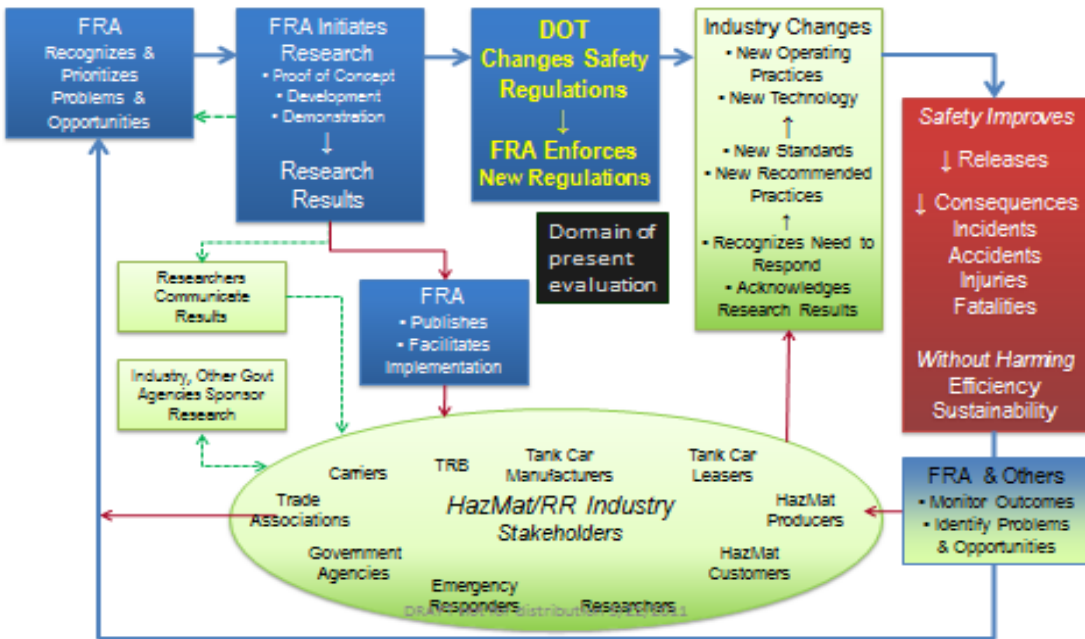 FRA
Recognizes &
Prioritizes
Problems &
Opportunities
FRA Initiates
Research
▪ Proof of Concept
▪ Development
▪ Demonstration
↓
Research
Results
DOT
Changes Safety
Regulations
↓
FRA Enforces
New Regulations
Industry Changes
▪ New Operating
Practices
▪ New Technology
↑
▪ New Standards
▪ New Recommended
Practices
↑
▪ Recognizes Need to
Respond
▪ Acknowledges
Research Results
Safety Improves
↓ Releases
↓ Consequences
Incidents
Accidents
Injuries
Fatalities
Without Harming
Efficiency
Sustainability
Domain of
present
evaluation
Researchers
Communicate
Results
FRA
▪ Publishes
▪ Facilitates
Implementation
Industry, Other Govt
Agencies Sponsor
Research
Carriers
TRB
Tank Car
Manufacturers
Tank Car
Leasers
Trade
Associations
HazMat/RR Industry
Stakeholders
HazMat
Producers
Government
Agencies
Emergency
Responders
Researchers
HazMat
Customers
FRA & Others
▪ Monitor Outcomes
▪ Identify Problems
& Opportunities
distribution